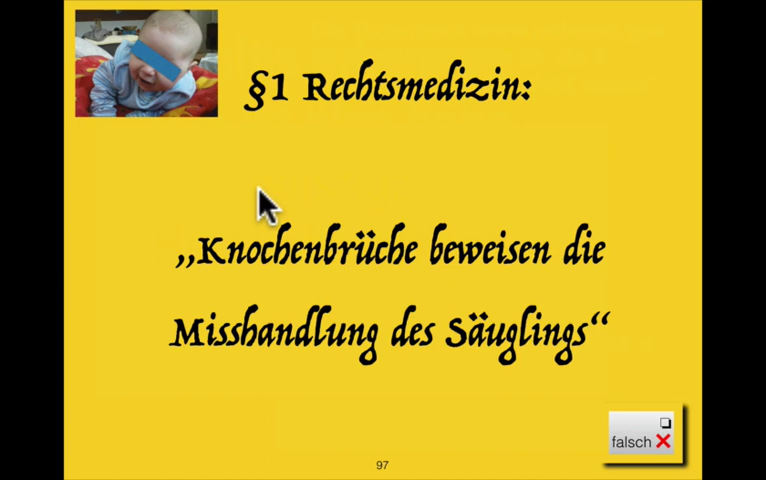 §1 Rechtsmedizin:
„Knochenbrüche beweisen die
Misshandlung des Säuglings“
falsch
97